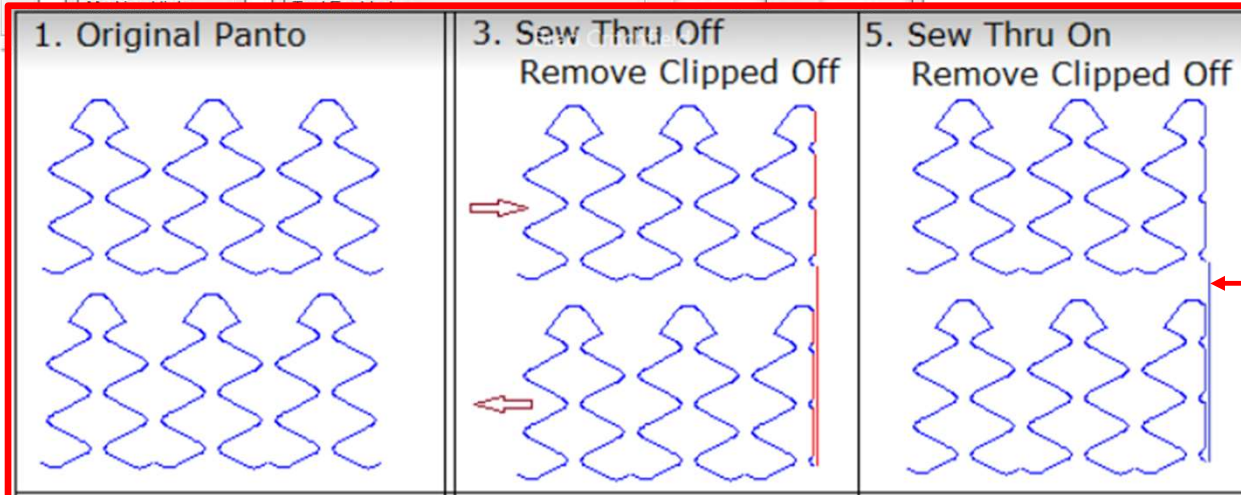 1. Original Panto
3. Sew Thru Off
Remove Clipped Off
5. Sew Thru On
Remove Clipped Off